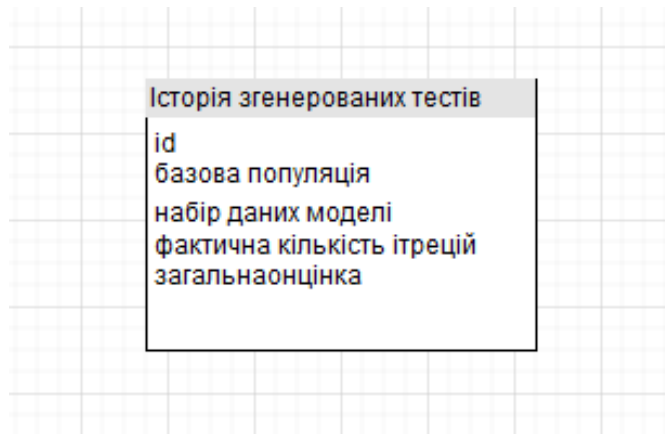 Історія згенерованих тестів
id
базова популяція
набір даних моделі
фактична кількість ітрецій
загальнаонцінка